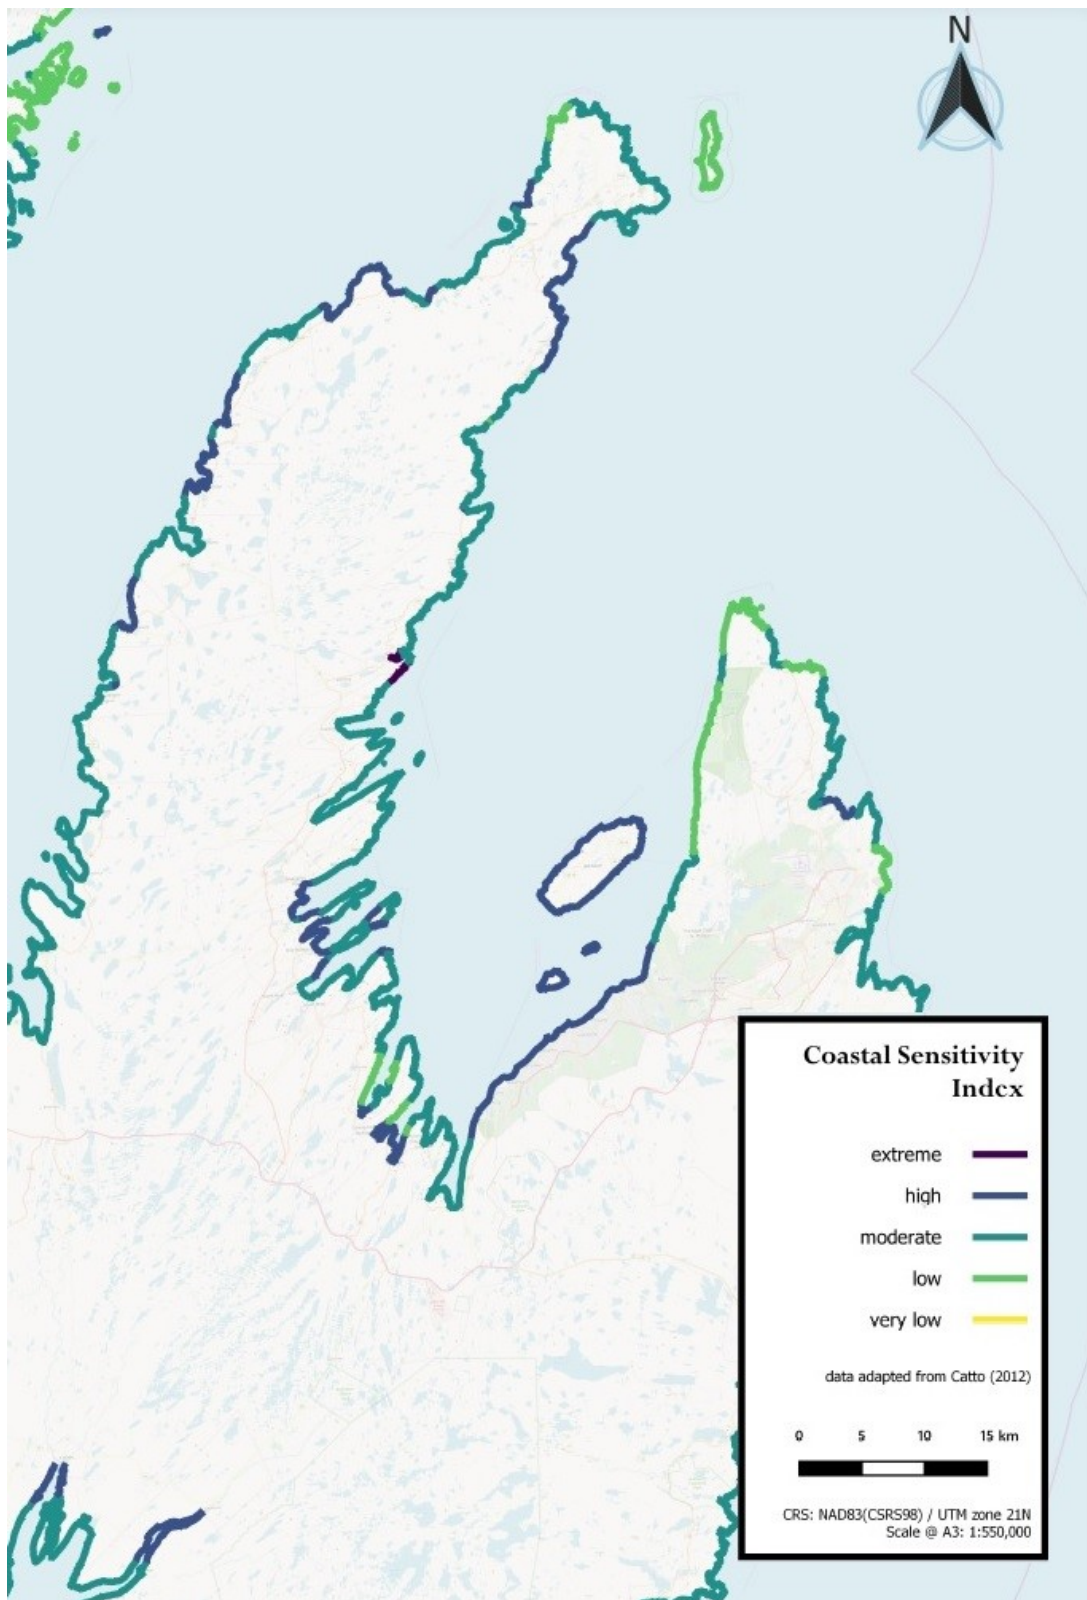 N
Coastal Sensitivity
Index
extreme
high
moderate
low
very low
data adapted from Catto (2012)
0 5 10 15 km
CRS: NAD83(CSRS98) / UTM zone 21N
Scale @ A3: 1:550,000